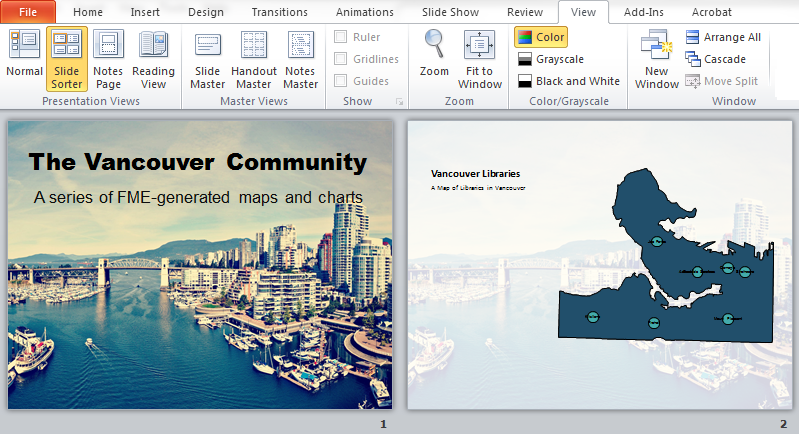 File Home Insert Design Transitions Animations Slide Show Review View Add-Ins Acrobat
Normal
Slide Sorter
Notes Page
Reading View
Presentation Views
Slide Master
Handout Master
Notes Master
Master Views
Ruler
Gridlines
Guides
Show
Zoom
Fit to Window
Zoom
Color
Grayscale
Black and White
Color/Grayscale
New Window
Arrange All
Cascade
Move Split
Window
The Vancouver Community
A series of FME-generated maps and charts
1
Vancouver Libraries
A Map of Libraries in Vancouver
2